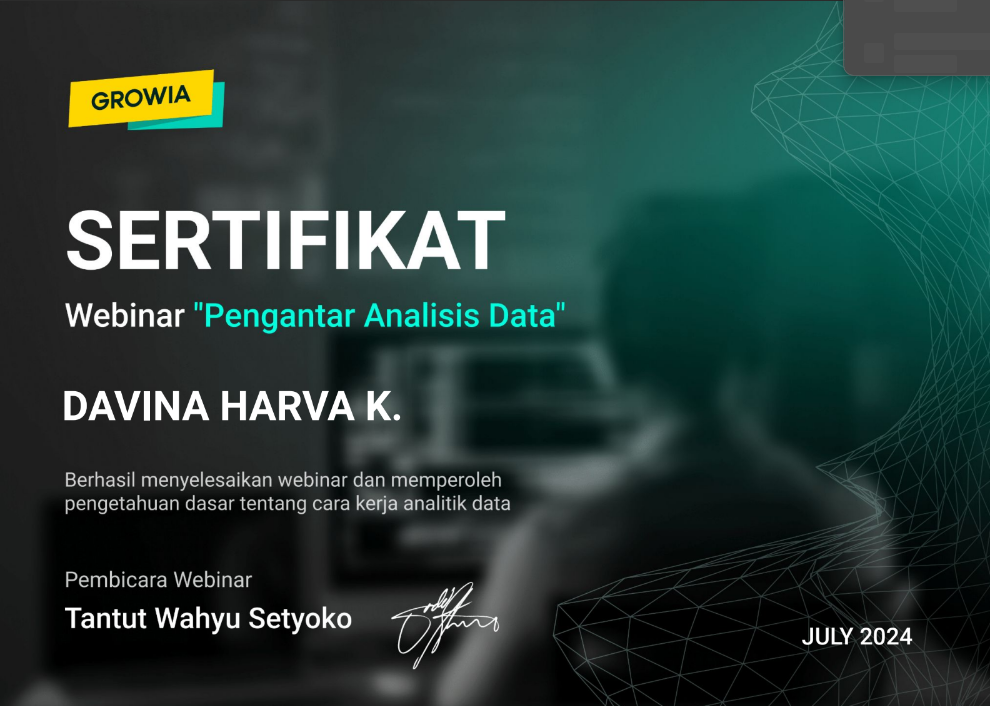 GROWIA
SERTIFIKAT
Webinar "Pengantar Analisis Data"
DAVINA HARVA K.
Berhasil menyelesaikan webinar dan memperoleh
pengetahuan dasar tentang cara kerja analitik data
Pembicara Webinar
Tantut Wahyu Setyoko
JULY 2024